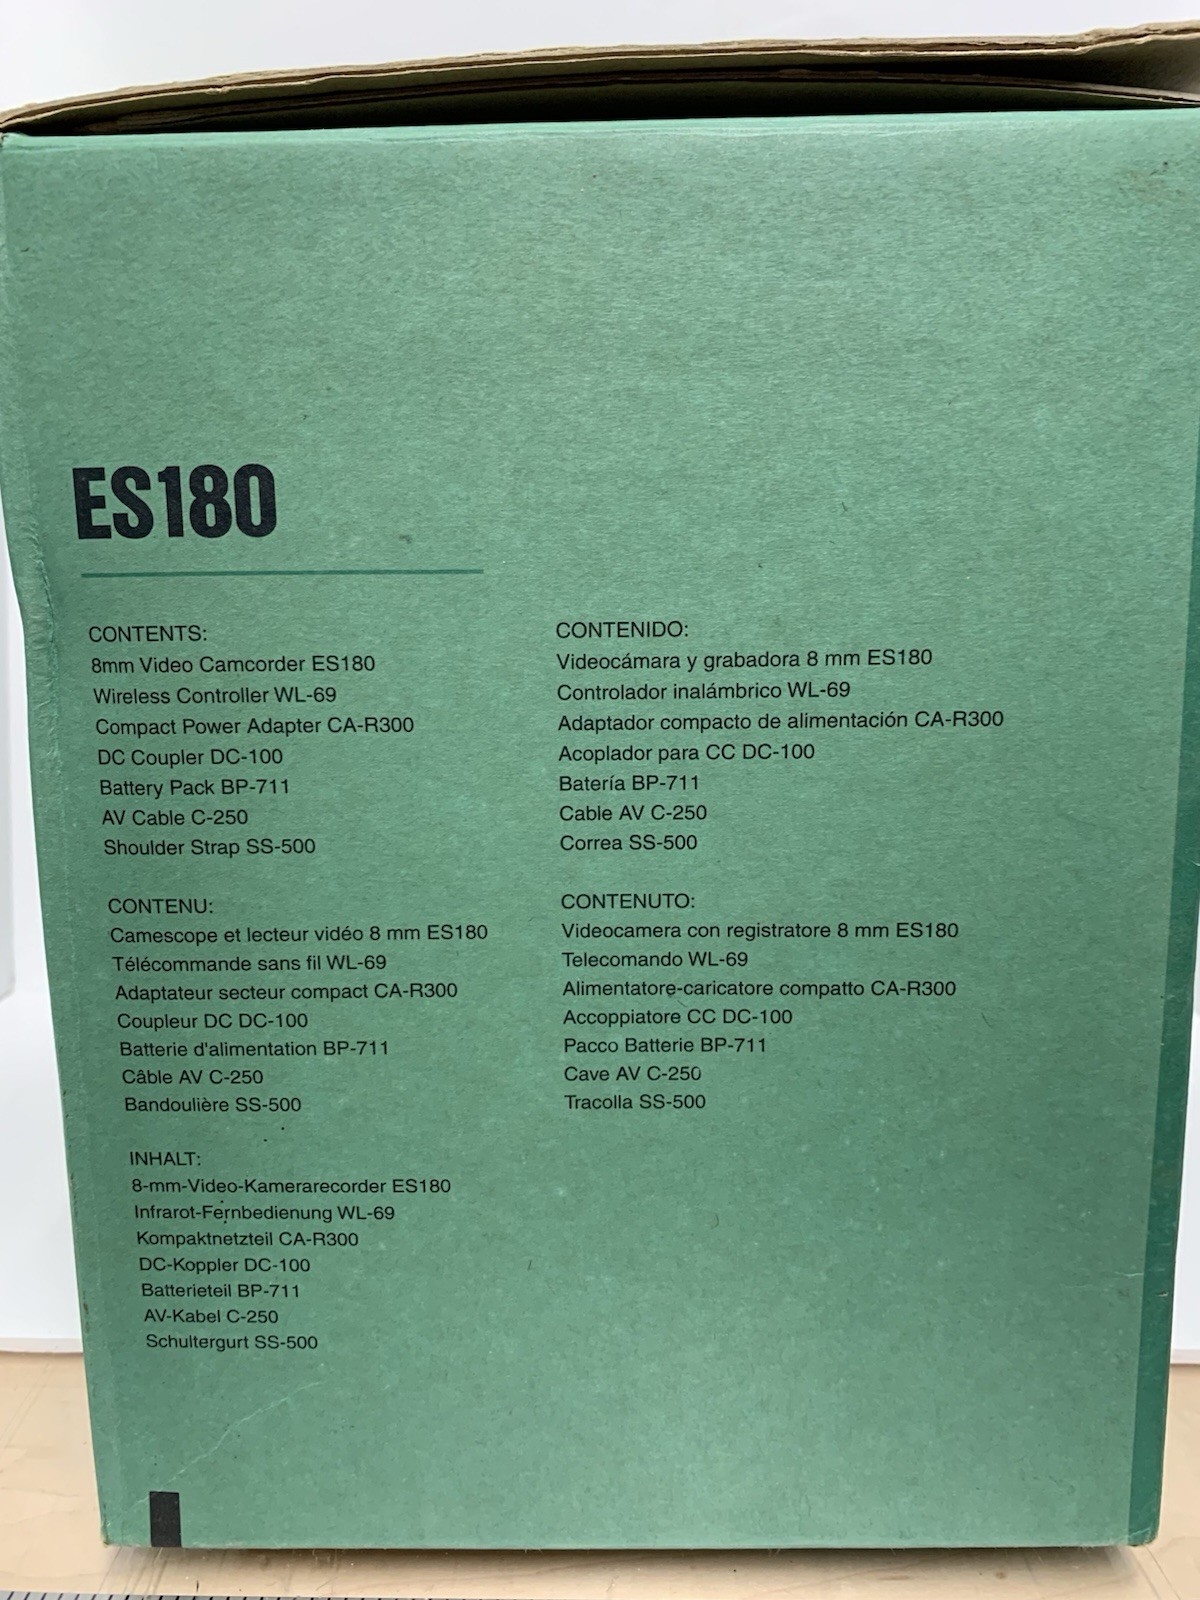 ES180
CONTENTS:
8mm Video Camcorder ES180
Wireless Controller WL-69
Compact Power Adapter CA-R300
DC Coupler DC-100
Battery Pack BP-711
AV Cable C-250
Shoulder Strap SS-500
CONTENIDO:
Videocámara y grabadora 8 mm ES180
Controlador inalámbrico WL-69
Adaptador compacto de alimentación CA-R300
Acoplador para CC DC-100
Batería BP-711
Cable AV C-250
Correa SS-500
CONTENU:
Camescope et lecteur vidéo 8 mm ES180
Télécommande sans fil WL-69
Adaptateur secteur compact CA-R300
Coupleur DC DC-100
Batterie d'alimentation BP-711
Câble AV C-250
Bandoulière SS-500
CONTENUTO:
Videocamera con registratore 8 mm ES180
Telecomando WL-69
Alimentatore-caricatore compatto CA-R300
Accoppiatore CC DC-100
Pacco Batterie BP-711
Cave AV C-250
Tracolla SS-500
INHALT:
8-mm-Video-Kamerarecorder ES180
Infrarot-Fernbedienung WL-69
Kompaktnetzteil CA-R300
DC-Koppler DC-100
Batterieteil BP-711
AV-Kabel C-250
Schultergurt SS-500